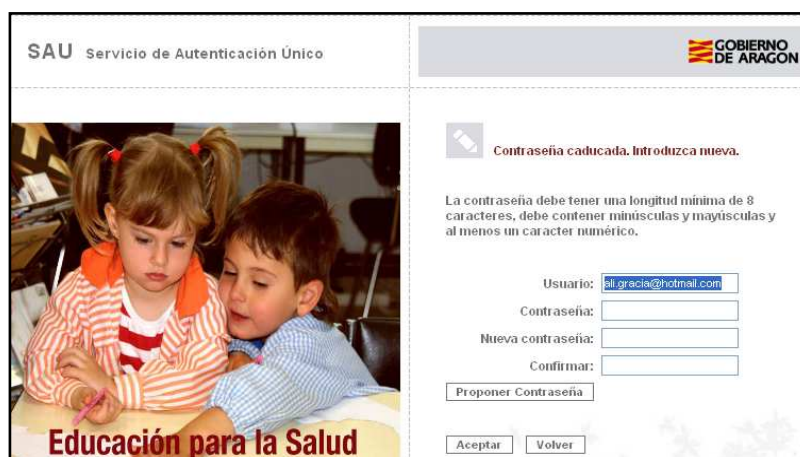 SAU Servicio de Autenticación Único
GOBIERNO
DE ARAGON
Contraseña caducada. Introduzca nueva.
La contraseña debe tener una longitud mínima de 8
caracteres, debe contener minúsculas y mayúsculas y
al menos un caracter numérico.
Usuario: ali.gracia@hotmail.com
Contraseña:
Nueva contraseña:
Confirmar:
Proponer Contraseña
Aceptar Volver
Educación para la Salud